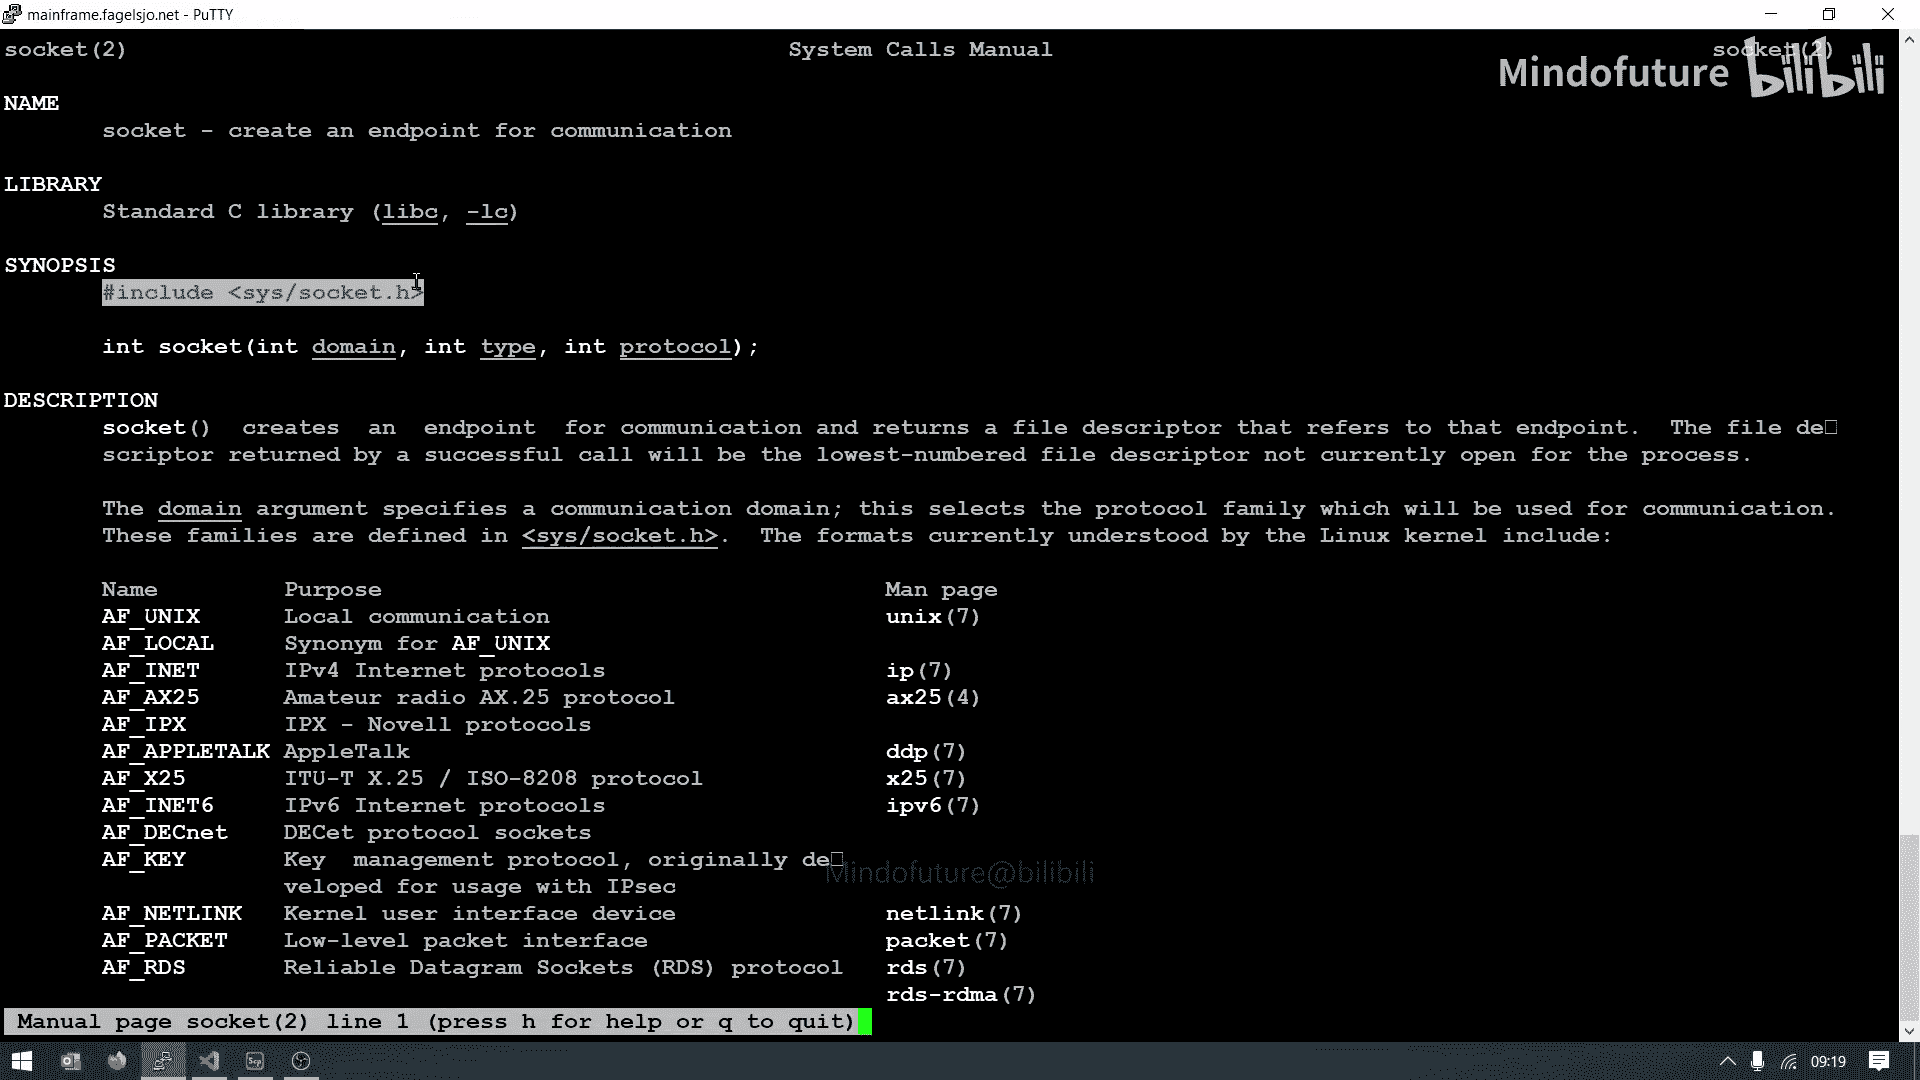 mainframe.fagelsjo.net - PuTTY
socket(2) System Calls Manual socket(2)
Mindofuture bilibili
NAME
socket - create an endpoint for communication
LIBRARY
Standard C library (libc, -lc)
SYNOPSIS
#include <sys/socket.h>
int socket(int domain, int type, int protocol);
DESCRIPTION
socket() creates an endpoint for communication and returns a file descriptor that refers to that endpoint. The file de□
scriptor returned by a successful call will be the lowest-numbered file descriptor not currently open for the process.
The domain argument specifies a communication domain; this selects the protocol family which will be used for communication.
These families are defined in <sys/socket.h>. The formats currently understood by the Linux kernel include:
Name Purpose Man page
AF_UNIX Local communication unix(7)
AF_LOCAL Synonym for AF_UNIX
AF_INET IPv4 Internet protocols ip(7)
AF_AX25 Amateur radio AX.25 protocol ax25(4)
AF_IPX IPX - Novell protocols
AF_APPLETALK AppleTalk ddp(7)
AF_X25 ITU-T X.25 / ISO-8208 protocol x25(7)
AF_INET6 IPv6 Internet protocols ipv6(7)
AF_DECnet DECet protocol sockets
AF_KEY Key management protocol, originally de□
Mindofuture@bilibili
veloped for usage with IPsec
AF_NETLINK Kernel user interface device netlink(7)
AF_PACKET Low-level packet interface packet(7)
AF_RDS Reliable Datagram Sockets (RDS) protocol rds(7)
rds-rdma(7)
Manual page socket(2) line 1 (press h for help or q to quit)
09:19